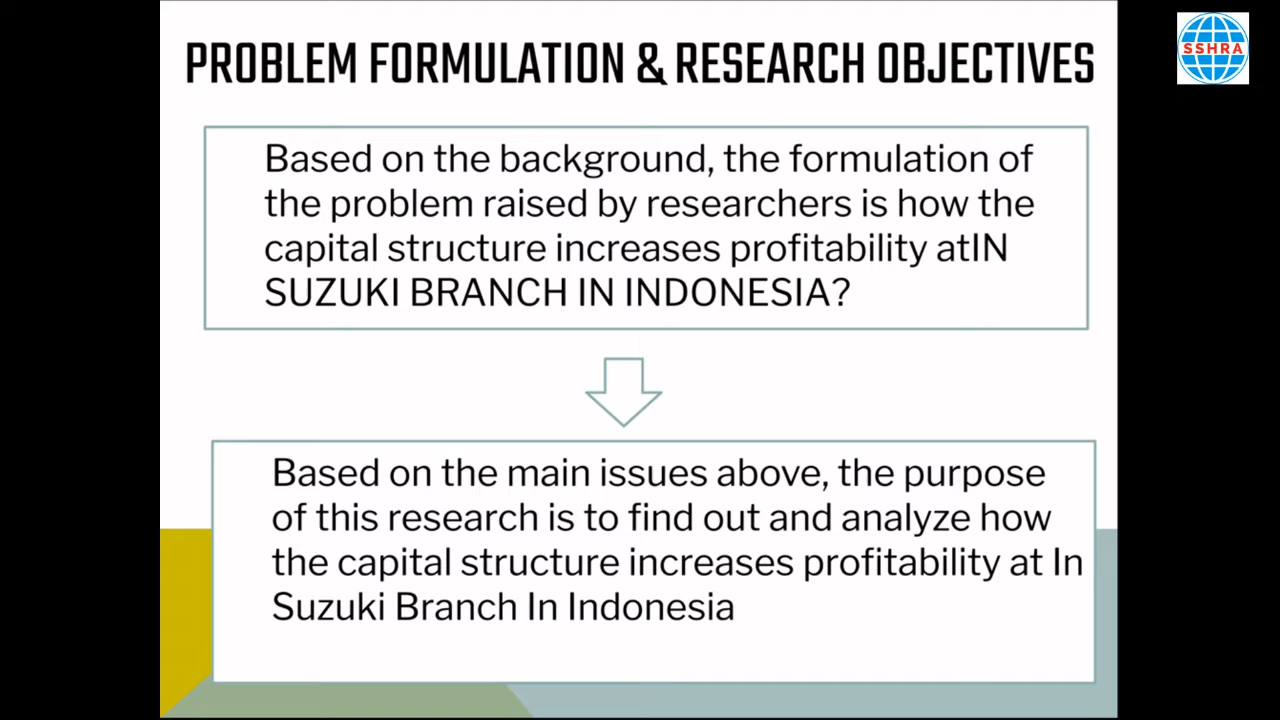 PROBLEM FORMULATION & RESEARCH OBJECTIVES
SSHRA
Based on the background, the formulation of
the problem raised by researchers is how the
capital structure increases profitability atIN
SUZUKI BRANCH IN INDONESIA?
Based on the main issues above, the purpose
of this research is to find out and analyze how
the capital structure increases profitability at In
Suzuki Branch In Indonesia